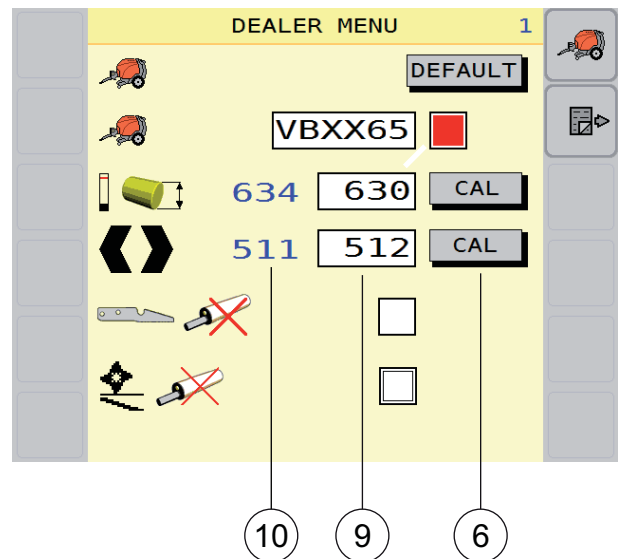 DEALER MENU 1
DEFAULT
VBXX65
634 630 CAL
511 512 CAL
10 9 6